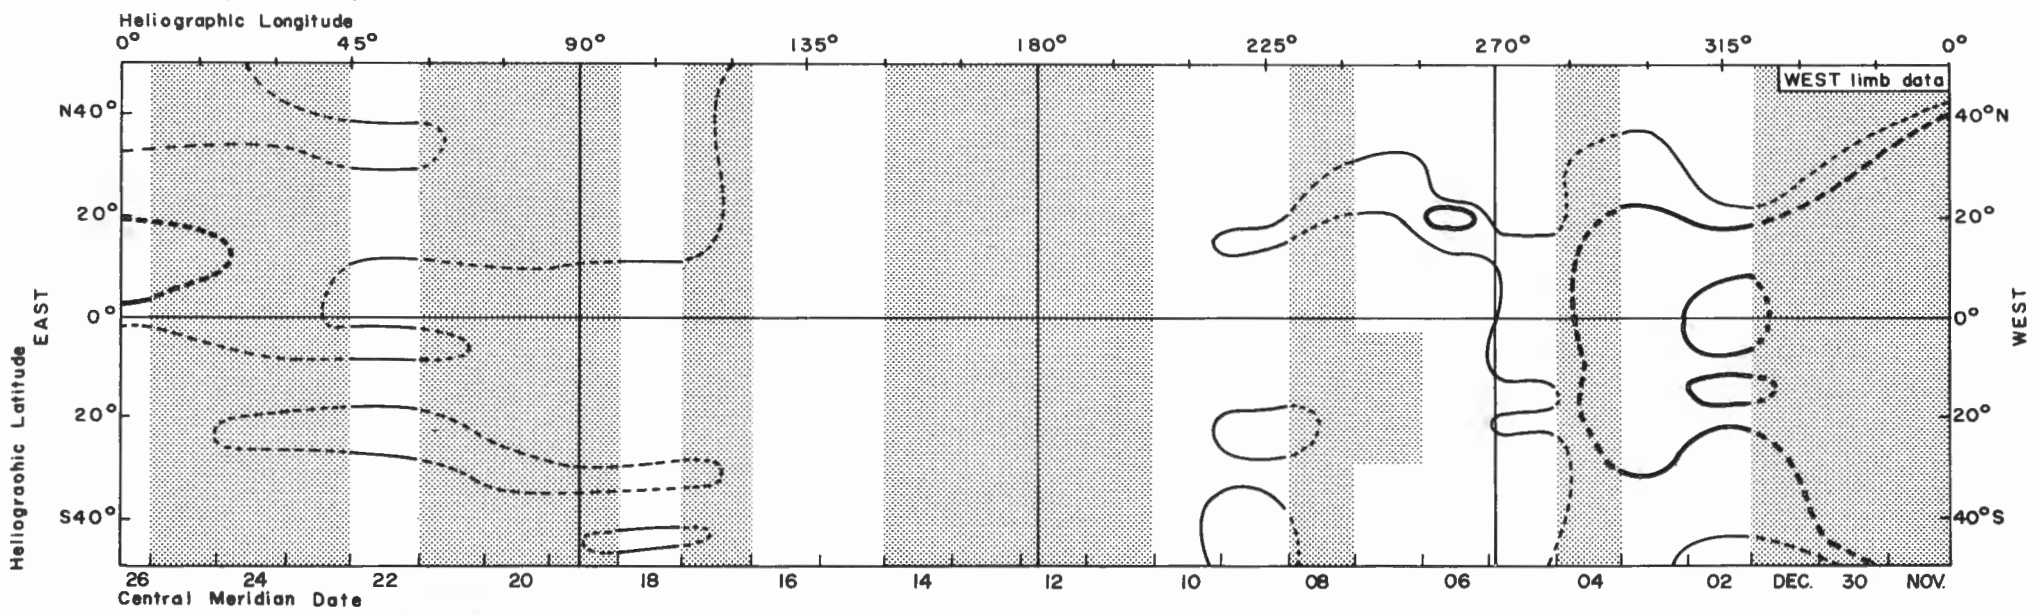 Heliographic Longitude
0° 45° 90° 135° 180° 225° 270° 315° 0°
WEST limb data
N40° 40°N
20° 20°
0° 0°
20° 20°
S40° 40°S
EAST
WEST
Heliograohic Latitude
26 24 22 20 18 16 14 12 10 08 06 04 02 DEC. 30 NOV.
Central Meridian Date